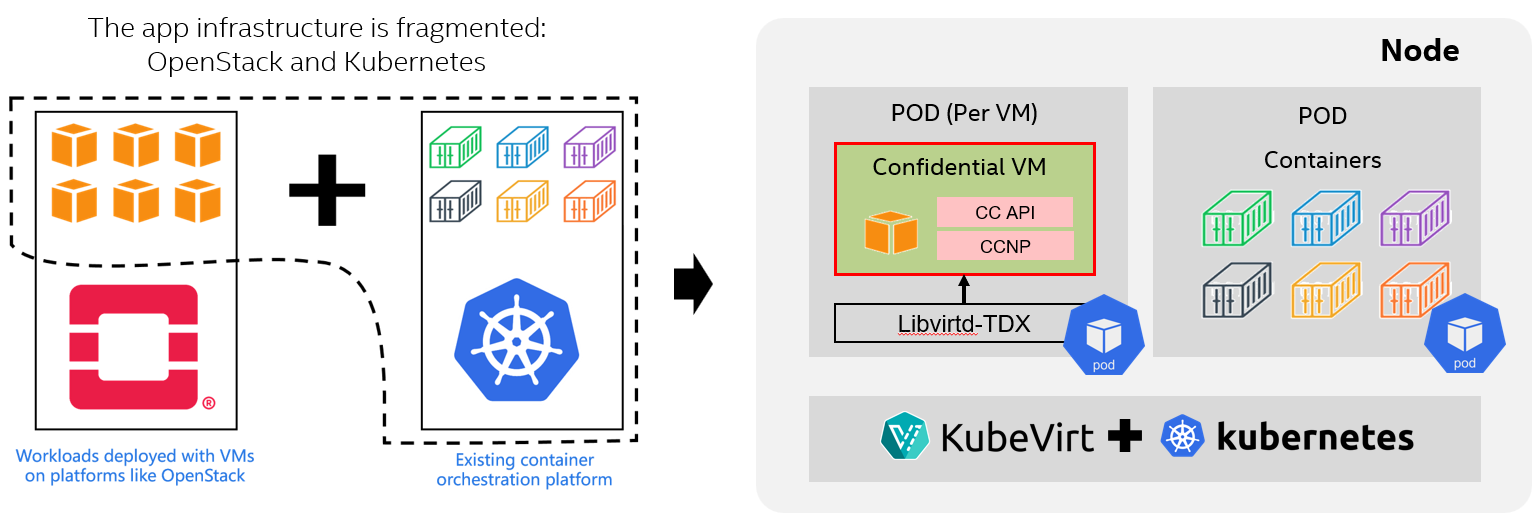 The app infrastructure is fragmented:
OpenStack and Kubernetes
®
Workloads deployed with VMs
on platforms like OpenStack
Existing container
orchestration platform
Node
POD (Per VM)
Confidential VM
CC API
CCNP
Libvirtd-TDX
pod
POD
Containers
pod
KubeVirt
kubernetes